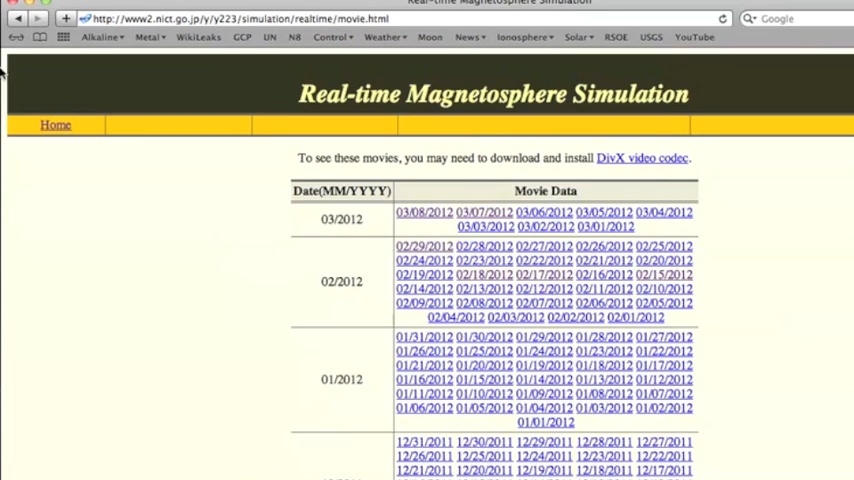 Real-time Magnetosphere Simulation
http://www2.nict.go.jp/y/y223/simulation/realtime/movie.html
Google
Alkaline Metal WikiLeaks GCP UN N8 Control Weather Moon News Ionosphere Solar RSOE USGS YouTube
Real-time Magnetosphere Simulation
Home
To see these movies, you may need to download and install DivX video codec.
Date(MM/YYYY) Movie Data
03/2012
03/08/2012 03/07/2012 03/06/2012 03/05/2012 03/04/2012
03/03/2012 03/02/2012 03/01/2012
02/2012
02/29/2012 02/28/2012 02/27/2012 02/26/2012 02/25/2012
02/24/2012 02/23/2012 02/22/2012 02/21/2012 02/20/2012
02/19/2012 02/18/2012 02/17/2012 02/16/2012 02/15/2012
02/14/2012 02/13/2012 02/12/2012 02/11/2012 02/10/2012
02/09/2012 02/08/2012 02/07/2012 02/06/2012 02/05/2012
02/04/2012 02/03/2012 02/02/2012 02/01/2012
01/2012
01/31/2012 01/30/2012 01/29/2012 01/28/2012 01/27/2012
01/26/2012 01/25/2012 01/24/2012 01/23/2012 01/22/2012
01/21/2012 01/20/2012 01/19/2012 01/18/2012 01/17/2012
01/16/2012 01/15/2012 01/14/2012 01/13/2012 01/12/2012
01/11/2012 01/10/2012 01/09/2012 01/08/2012 01/07/2012
01/06/2012 01/05/2012 01/04/2012 01/03/2012 01/02/2012
01/01/2012
12/31/2011 12/30/2011 12/29/2011 12/28/2011 12/27/2011
12/26/2011 12/25/2011 12/24/2011 12/23/2011 12/22/2011
12/21/2011 12/20/2011 12/19/2011 12/18/2011 12/17/2011